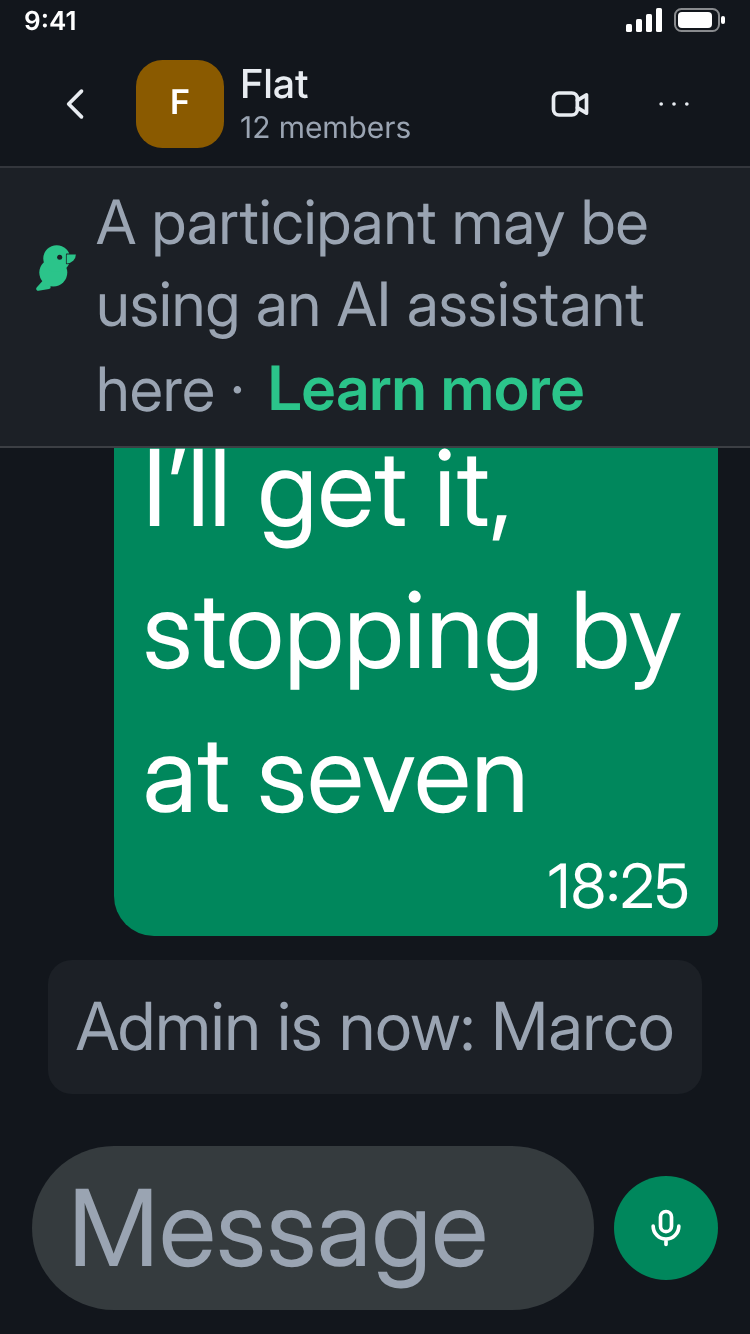 9:41
F
Flat
12 members
...
A participant may be
using an AI assistant
here · Learn more
I’ll get it,
stopping by
at seven
18:25
Admin is now: Marco
Message